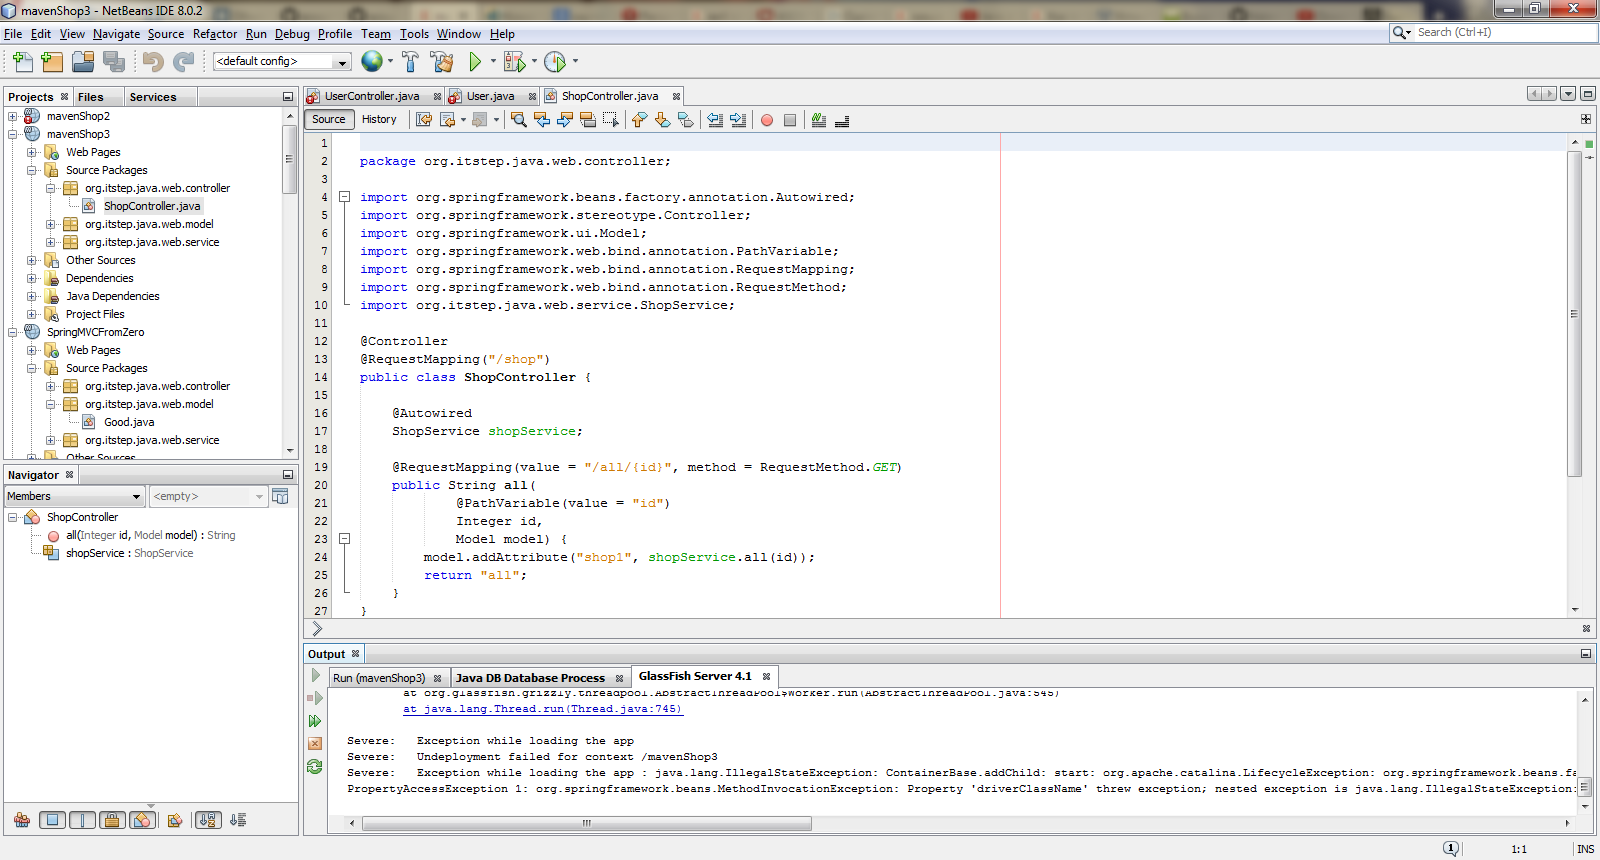 mavenShop3 - NetBeans IDE 8.0.2
File Edit View Navigate Source Refactor Run Debug Profile Team Tools Window Help
Search (Ctrl+I)
<default config>
Projects Files Services
mavenShop2
mavenShop3
Web Pages
Source Packages
org.itstep.java.web.controller
ShopController.java
org.itstep.java.web.model
org.itstep.java.web.service
Other Sources
Dependencies
Java Dependencies
Project Files
SpringMVCFromZero
Web Pages
Source Packages
org.itstep.java.web.controller
org.itstep.java.web.model
Good.java
org.itstep.java.web.service
Other Sources
Navigator
Members <empty>
ShopController
all(Integer id, Model model) : String
shopService : ShopService
UserController.java User.java ShopController.java
Source History
1
2 package org.itstep.java.web.controller;
3
4 import org.springframework.beans.factory.annotation.Autowired;
5 import org.springframework.stereotype.Controller;
6 import org.springframework.ui.Model;
7 import org.springframework.web.bind.annotation.PathVariable;
8 import org.springframework.web.bind.annotation.RequestMapping;
9 import org.springframework.web.bind.annotation.RequestMethod;
10 import org.itstep.java.web.service.ShopService;
11
12 @Controller
13 @RequestMapping("/shop")
14 public class ShopController {
15
16 @Autowired
17 ShopService shopService;
18
19 @RequestMapping(value = "/all/{id}", method = RequestMethod.GET)
20 public String all(
21 @PathVariable(value = "id")
22 Integer id,
23 Model model) {
24 model.addAttribute("shop1", shopService.all(id));
25 return "all";
26 }
27 }
Output
Run (mavenShop3) Java DB Database Process GlassFish Server 4.1
at org.glassfish.grizzly.threadpool.AbstractThreadPool$Worker.run(AbstractThreadPool.java:545)
at java.lang.Thread.run(Thread.java:745)
Severe: Exception while loading the app
Severe: Undeployment failed for context /mavenShop3
Severe: Exception while loading the app : java.lang.IllegalStateException: ContainerBase.addChild: start: org.apache.catalina.LifecycleException: org.springframework.beans.fa
PropertyAccessException 1: org.springframework.beans.MethodInvocationException: Property 'driverClassName' threw exception; nested exception is java.lang.IllegalStateException:
1 1:1 INS